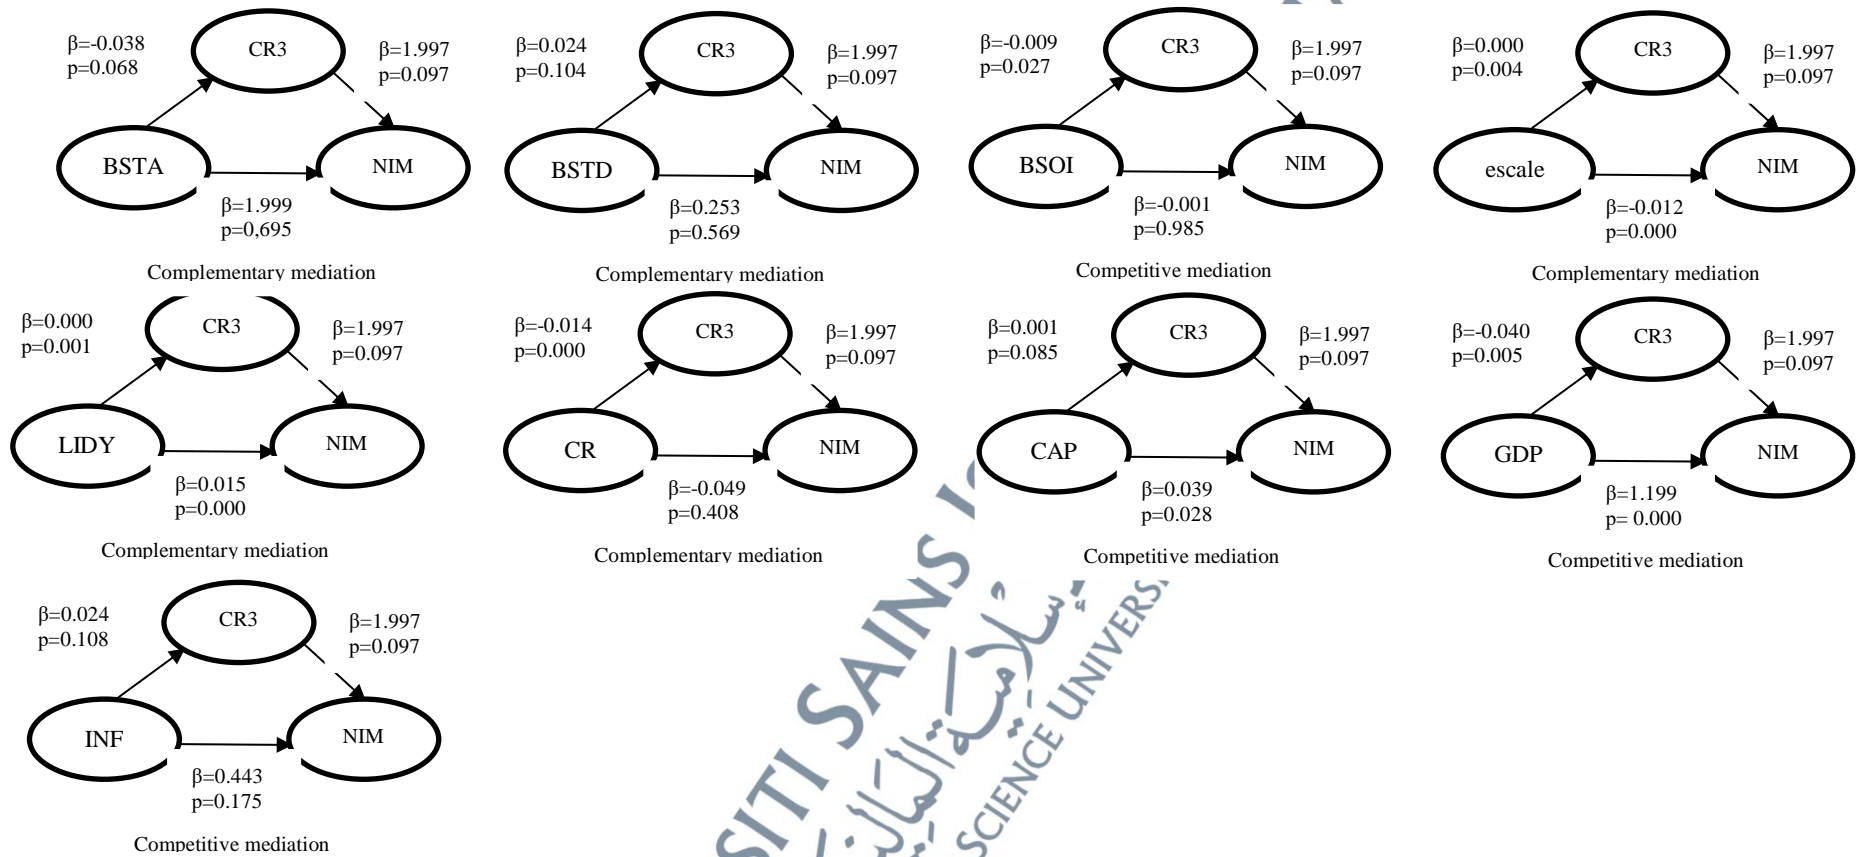 β=-0.038
p=0.068
CR3
β=1.997
p=0.097
BSTA
NIM
β=1.999
p=0,695
Complementary mediation
β=0.024
p=0.104
CR3
β=1.997
p=0.097
BSTD
NIM
β=0.253
p=0.569
Complementary mediation
β=-0.009
p=0.027
CR3
β=1.997
p=0.097
BSOI
NIM
β=-0.001
p=0.985
Competitive mediation
β=0.000
p=0.004
CR3
β=1.997
p=0.097
escale
NIM
β=-0.012
p=0.000
Complementary mediation
β=0.000
p=0.001
CR3
β=1.997
p=0.097
LIDY
NIM
β=0.015
p=0.000
Complementary mediation
β=-0.014
p=0.000
CR3
β=1.997
p=0.097
CR
NIM
β=-0.049
p=0.408
Complementary mediation
β=0.001
p=0.085
CR3
β=1.997
p=0.097
CAP
NIM
β=0.039
p=0.028
Competitive mediation
β=-0.040
p=0.005
CR3
β=1.997
p=0.097
GDP
NIM
β=1.199
p= 0.000
Competitive mediation
β=0.024
p=0.108
CR3
β=1.997
p=0.097
INF
NIM
β=0.443
p=0.175
Competitive mediation
SITI SAINS
SCIENCE UNIVERSI